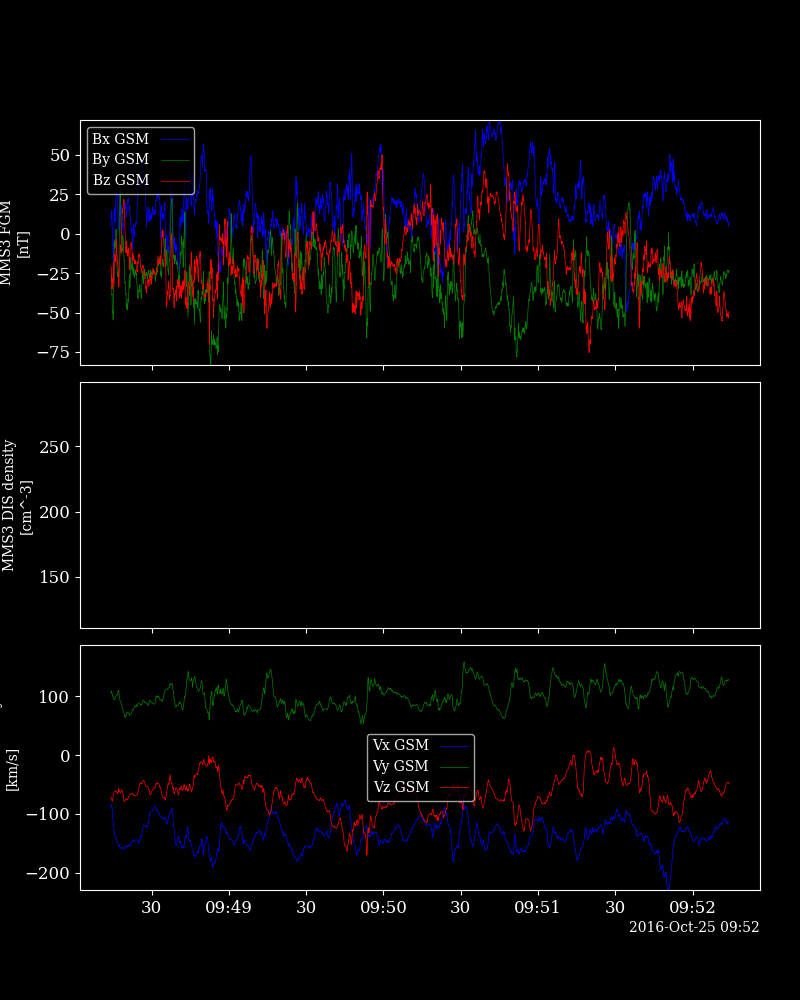 Bx GSM
By GSM
Bz GSM
50
25
0
−25
−50
−75
MMS3 FGM
[nT]
250
200
150
MMS3 DIS density
[cm^-3]
100
0
−100
−200
[km/s]
Vx GSM
Vy GSM
Vz GSM
30 09:49 30 09:50 30 09:51 30 09:52
2016-Oct-25 09:52